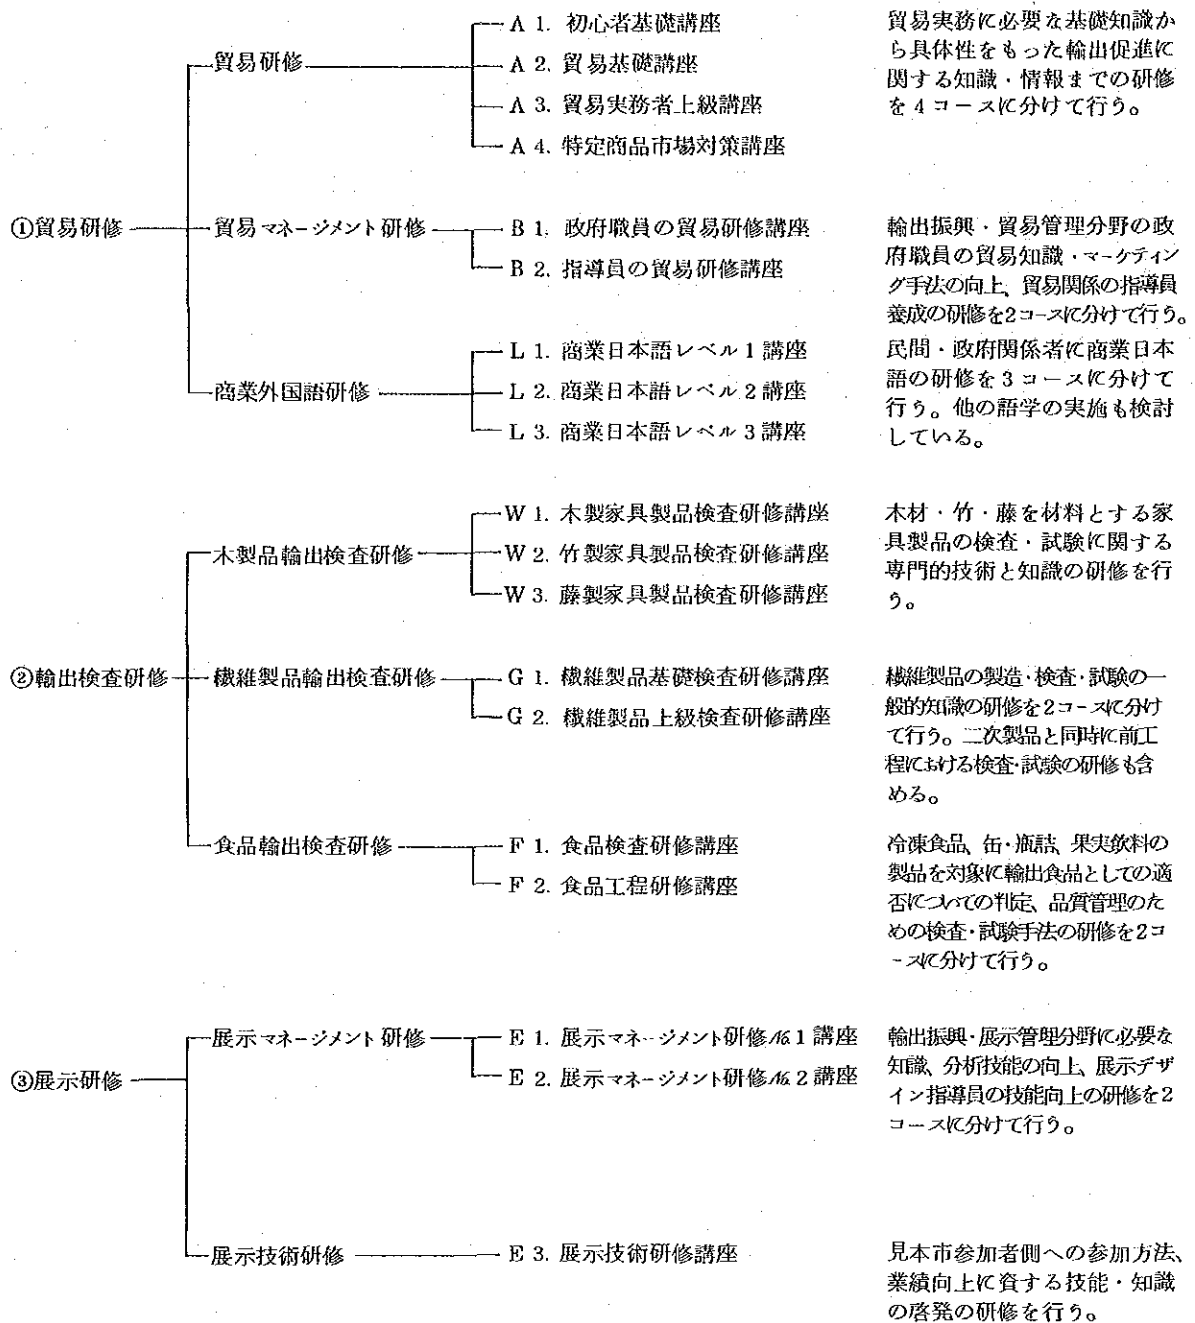 ①貿易研修
貿易研修
A 1. 初心者基礎講座
A 2. 貿易基礎講座
A 3. 貿易実務者上級講座
A 4. 特定商品市場対策講座
貿易実務に必要な基礎知識か
ら具体性をもった輸出促進に
関する知識・情報までの研修
を4コースに分けて行う。
貿易マネージメント研修
B 1. 政府職員の貿易研修講座
B 2. 指導員の貿易研修講座
輸出振興・貿易管理分野の政
府職員の貿易知識・マーケティン
グ手法の向上、貿易関係の指導員
養成の研修を2コースに分けて行う。
商業外国語研修
L 1. 商業日本語レベル1講座
L 2. 商業日本語レベル2講座
L 3. 商業日本語レベル3講座
民間・政府関係者に商業日本
語の研修を3コースに分けて
行う。他の語学の実施も検討
している。
②輸出検査研修
木製品輸出検査研修
W 1. 木製家具製品検査研修講座
W 2. 竹製家具製品検査研修講座
W 3. 藤製家具製品検査研修講座
木材・竹・藤を材料とする家
具製品の検査・試験に関する
専門的技術と知識の研修を行
う。
繊維製品輸出検査研修
G 1. 繊維製品基礎検査研修講座
G 2. 繊維製品上級検査研修講座
繊維製品の製造・検査・試験の一
般的知識の研修を2コースに分け
て行う。二次製品と同時に前工
程における検査・試験の研修も含
める。
食品輸出検査研修
F 1. 食品検査研修講座
F 2. 食品工程研修講座
冷凍食品、缶・瓶詰、果実飲料の
製品を対象に輸出食品としての適
否についての判定、品質管理のた
めの検査・試験手法の研修を2コ
ースに分けて行う。
③展示研修
展示マネージメント研修
E 1. 展示マネージメント研修№1講座
E 2. 展示マネージメント研修№2講座
輸出振興・展示管理分野に必要な
知識、分析技能の向上、展示デザ
イン指導員の技能向上の研修を2
コースに分けて行う。
展示技術研修
E 3. 展示技術研修講座
見本市参加者側への参加方法、
業績向上に資する技能・知識
の啓発の研修を行う。